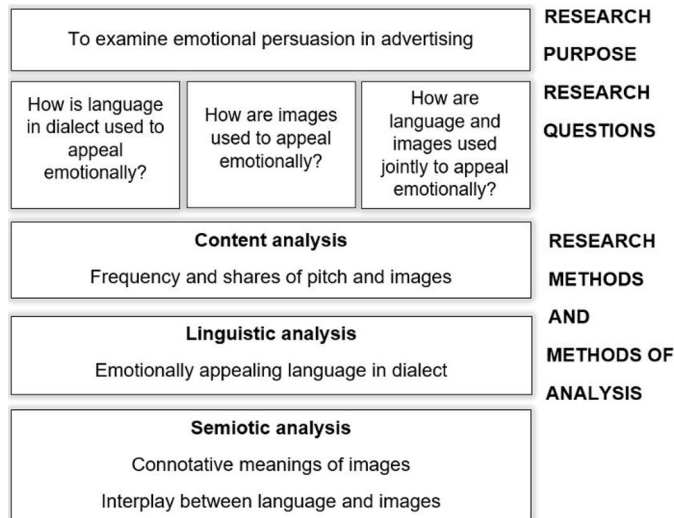 To examine emotional persuasion in advertising
RESEARCH
PURPOSE
How is language
in dialect used to
appeal
emotionally?
How are images
used to appeal
emotionally?
How are
language and
images used
jointly to appeal
emotionally?
RESEARCH
QUESTIONS
Content analysis
Frequency and shares of pitch and images
Linguistic analysis
Emotionally appealing language in dialect
Semiotic analysis
Connotative meanings of images
Interplay between language and images
RESEARCH
METHODS
AND
METHODS OF
ANALYSIS